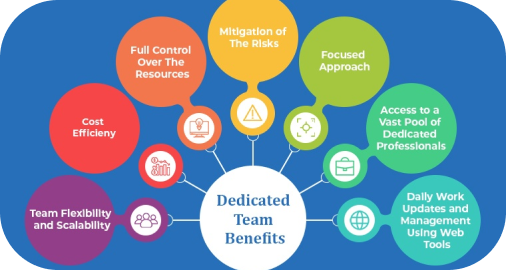 Mitigation of
The Risks
Full Control
Over The
Resources
Focused
Approach
Cost
Efficieny
Access to a
Vast Pool of
Dedicated
Professionals
Team Flexibility
and Scalability
Dedicated
Team
Benefits
Daily Work
Updates and
Management
Using Web
Tools